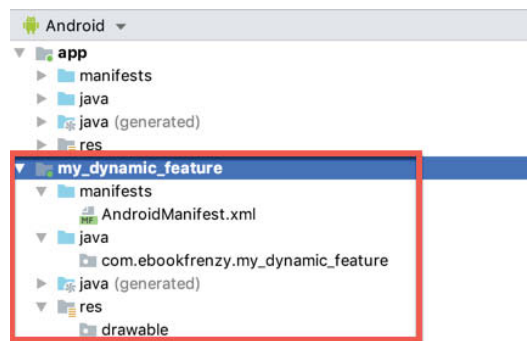 Android
app
manifests
java
java (generated)
res
my_dynamic_feature
manifests
MF AndroidManifest.xml
java
com.ebookfrenzy.my_dynamic_feature
java (generated)
res
drawable